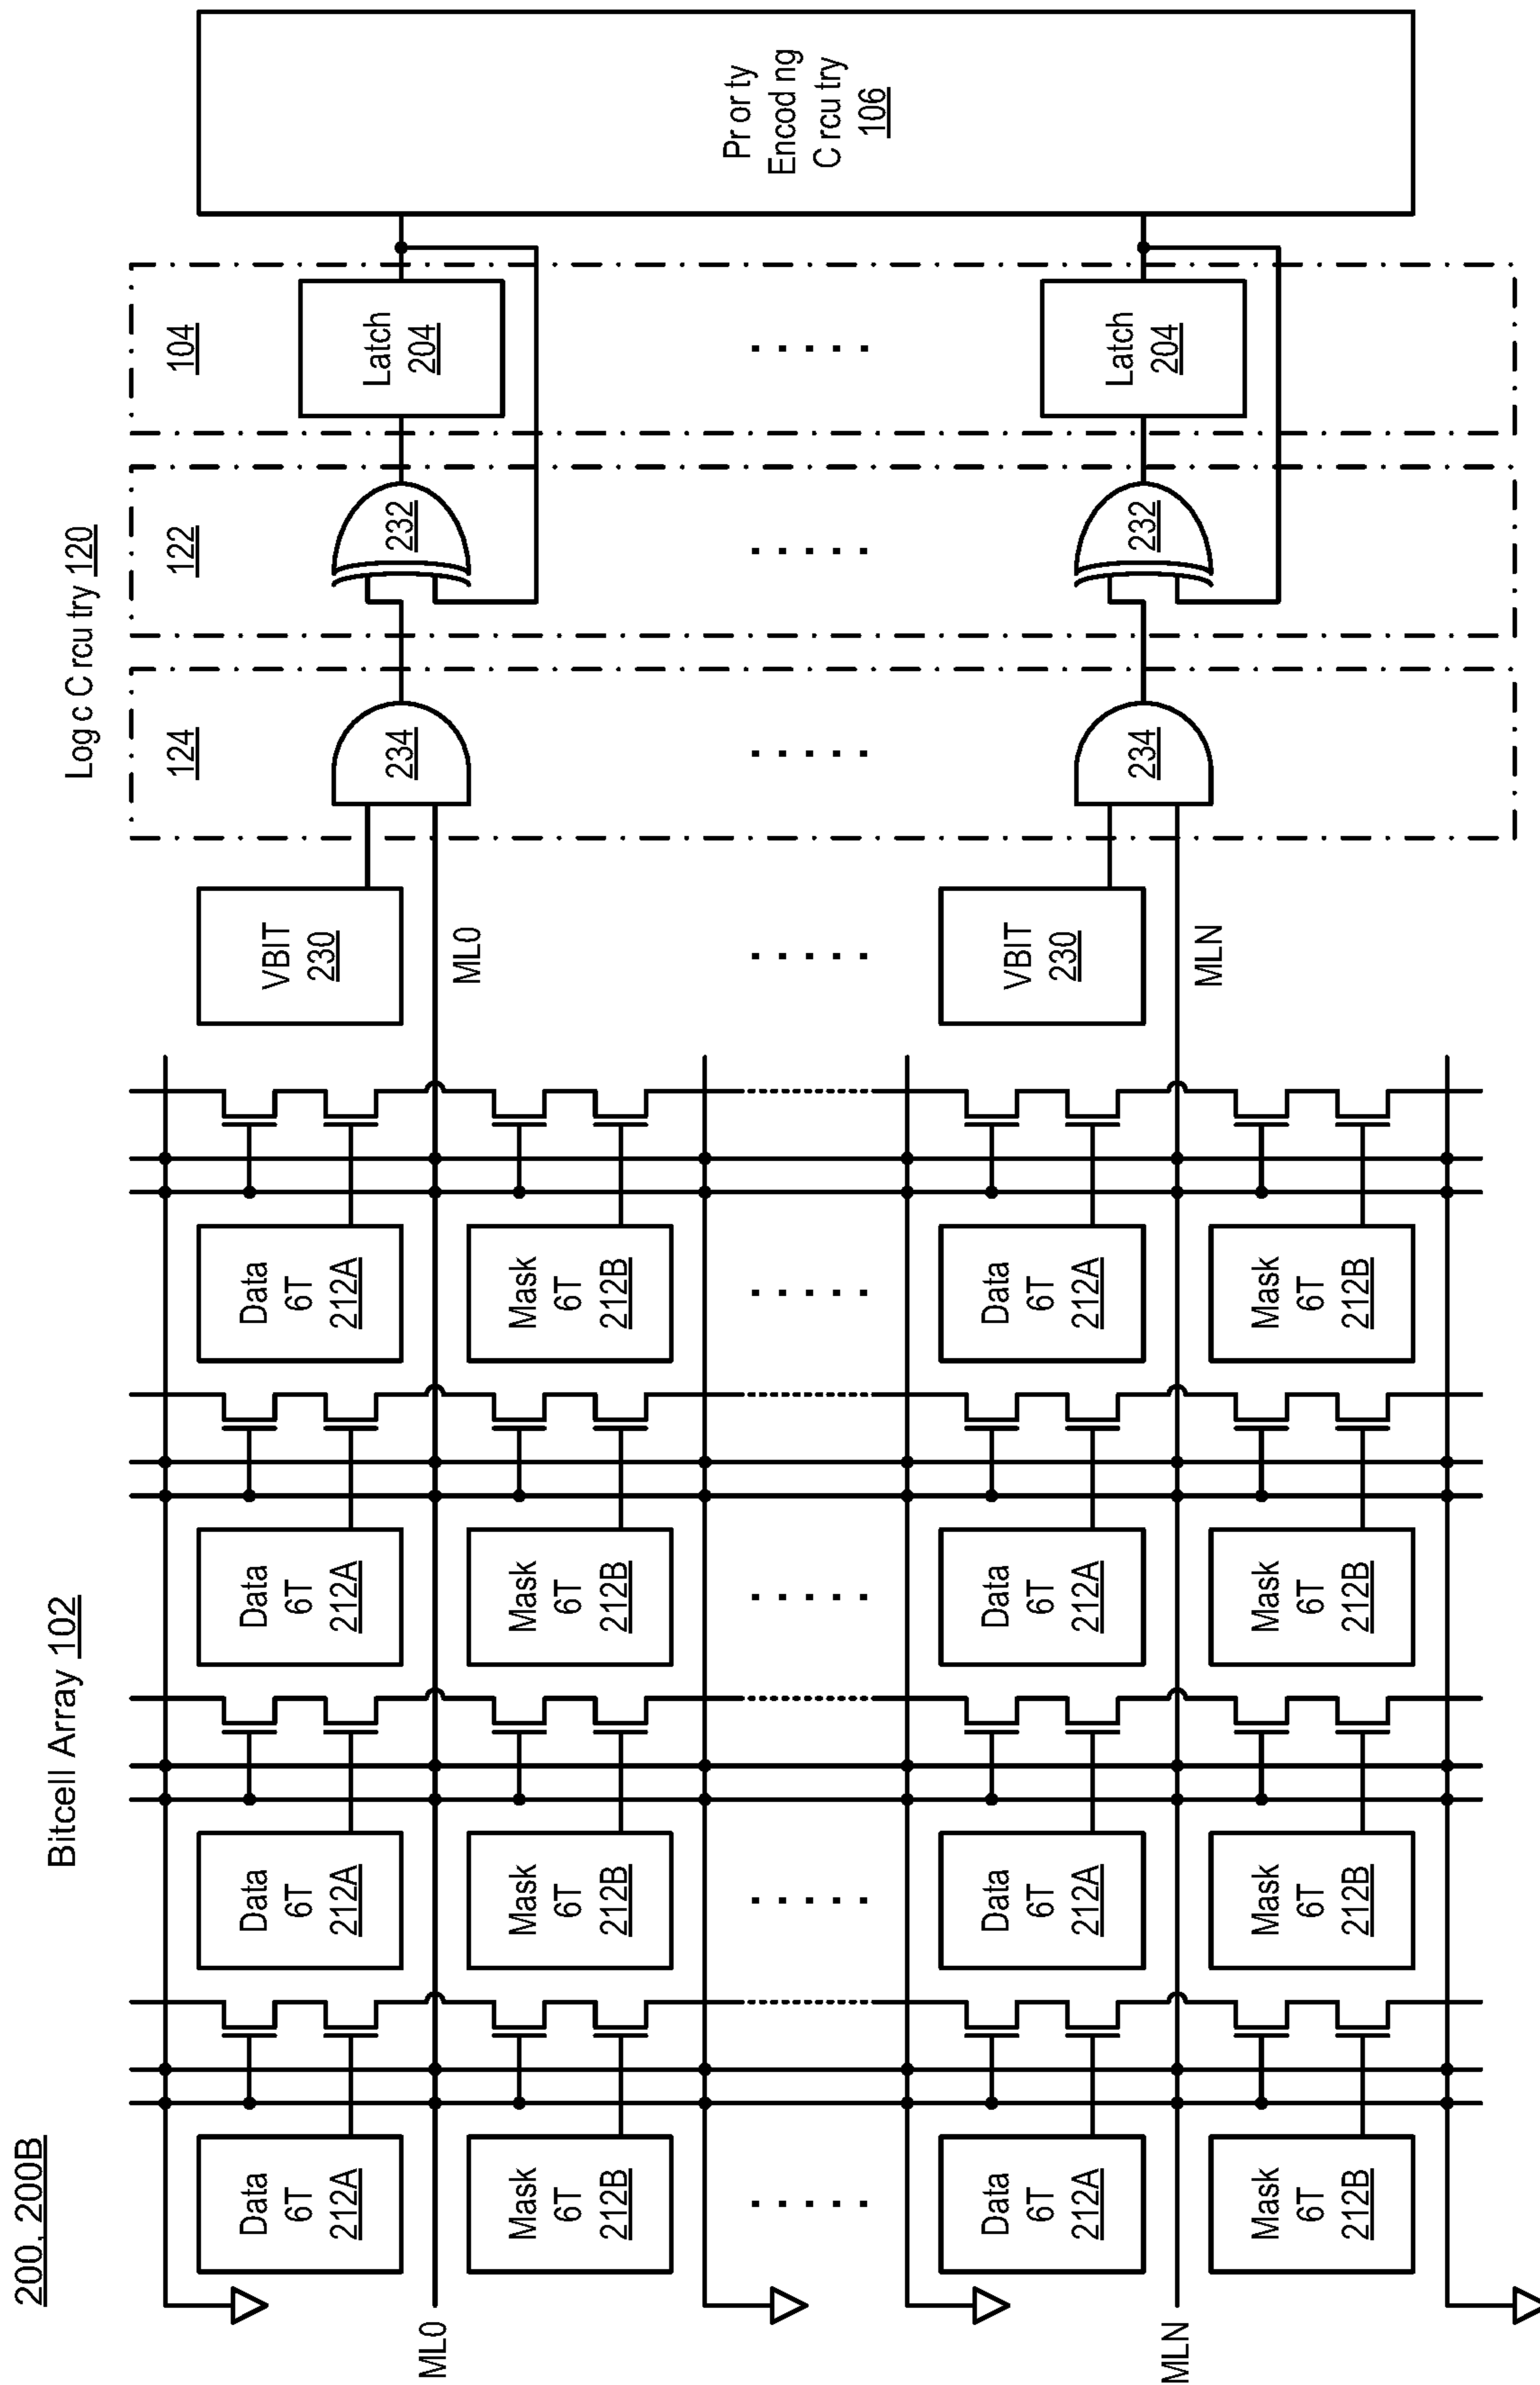 200, 200B
Bitcell Array 102
Log c C rcu try 120
124
122
104
Data
6T
212A
Data
6T
212A
Data
6T
212A
Data
6T
212A
VBIT
230
234
232
Latch
204
ML0
ML0
Mask
6T
212B
Mask
6T
212B
Mask
6T
212B
Mask
6T
212B
Pr or ty
Encod ng
C rcu try
106
Data
6T
212A
Data
6T
212A
Data
6T
212A
Data
6T
212A
VBIT
230
234
232
Latch
204
MLN
MLN
Mask
6T
212B
Mask
6T
212B
Mask
6T
212B
Mask
6T
212B